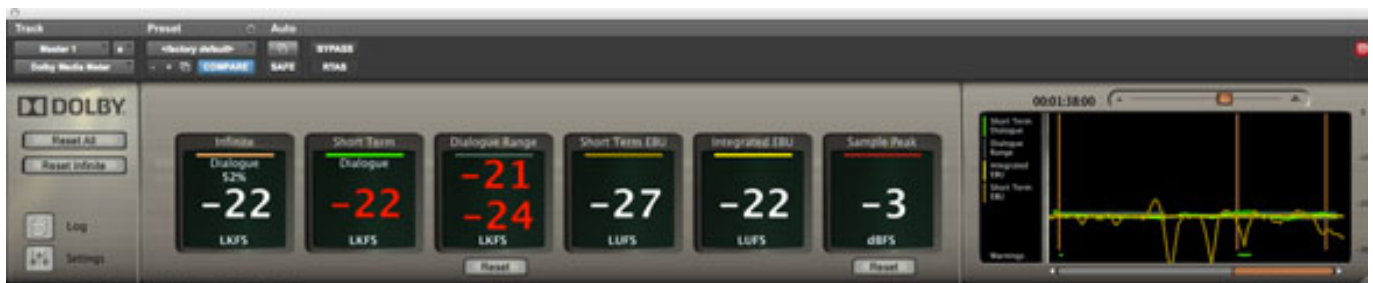 Track
Preset
Auto
Master 1
a
<factory default>
BYPASS
Dolby Media Meter
- +
COMPARE
SAFE
RTAS
DOLBY
Reset All
Reset Infinite
Log
Settings
Infinite
Dialogue
52%
-22
LKFS
Short Term
Dialogue
-22
LKFS
Dialogue Range
-21
-24
LKFS
Reset
Short Term EBU
-27
LUFS
Integrated EBU
-22
LUFS
Sample Peak
-3
dBFS
Reset
00:01:38:00
Short Term
Dialogue
Dialogue
Range
Integrated
EBU
Short Term
EBU
Warnings